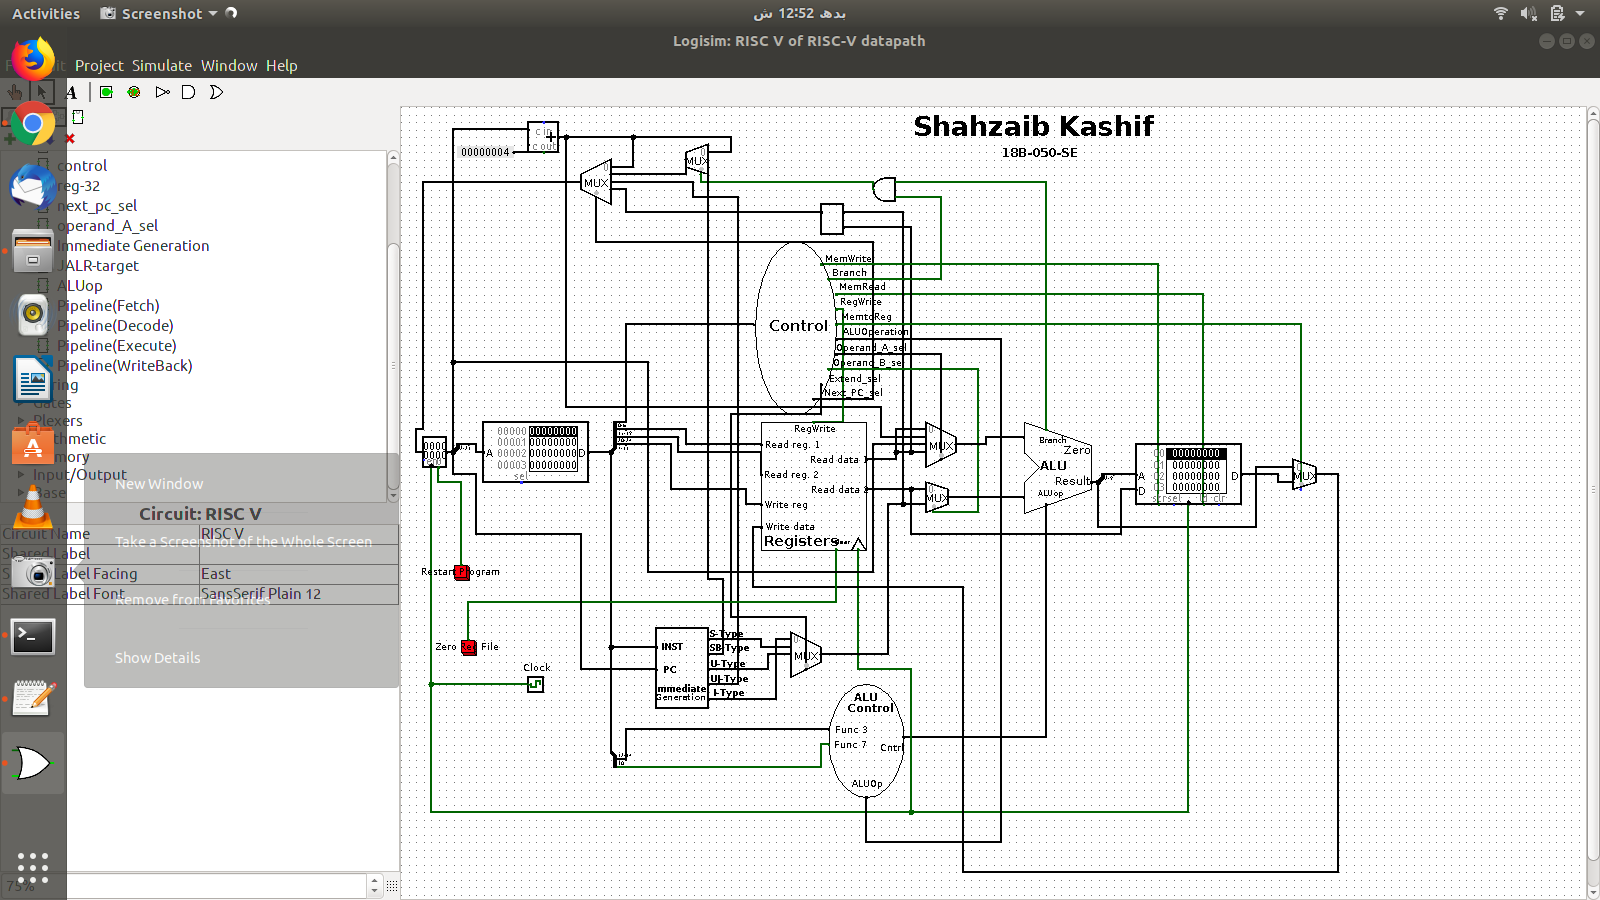 Activities
Screenshot
بدھ 12:52 ش
Logisim: RISC V of RISC-V datapath
Project Simulate Window Help
A
control
reg-32
next_pc_sel
operand_A_sel
Immediate Generation
JALR-target
ALUop
Pipeline(Fetch)
Pipeline(Decode)
Pipeline(Execute)
Pipeline(WriteBack)
Gates
Plexers
Input/Output
Base
New Window
Circuit: RISC V
Circuit Name RISC V
Take a Screenshot of the Whole Screen
Shared Label
Shared Label Facing East
Shared Label Font SansSerif Plain 12
Remove from Favorites
Show Details
75%
Shahzaib Kashif
18B-050-SE
c in
c out
00000004
MUX
MUX
Control
MemWrite
Branch
MemRead
RegWrite
MemtoReg
ALUOperation
Operand_A_sel
Operand_B_sel
Extend_sel
Next_PC_sel
A
00000 00000000
00001 00000000
00002 00000000
00003 00000000
D
sel
RegWrite
Read reg. 1
Read data 1
Read reg. 2
Read data 2
Write reg
Write data
Registers
MUX
MUX
Branch
Zero
ALU
Result
ALUop
A
D
00000000
00000000
00000000
00000000
D
MUX
Restart Program
Zero Reg File
Clock
INST
PC
Generation
S-Type
SB-Type
U-Type
UJ-Type
I-Type
MUX
ALU
Control
Func 3
Func 7
Cntrl
ALUOp